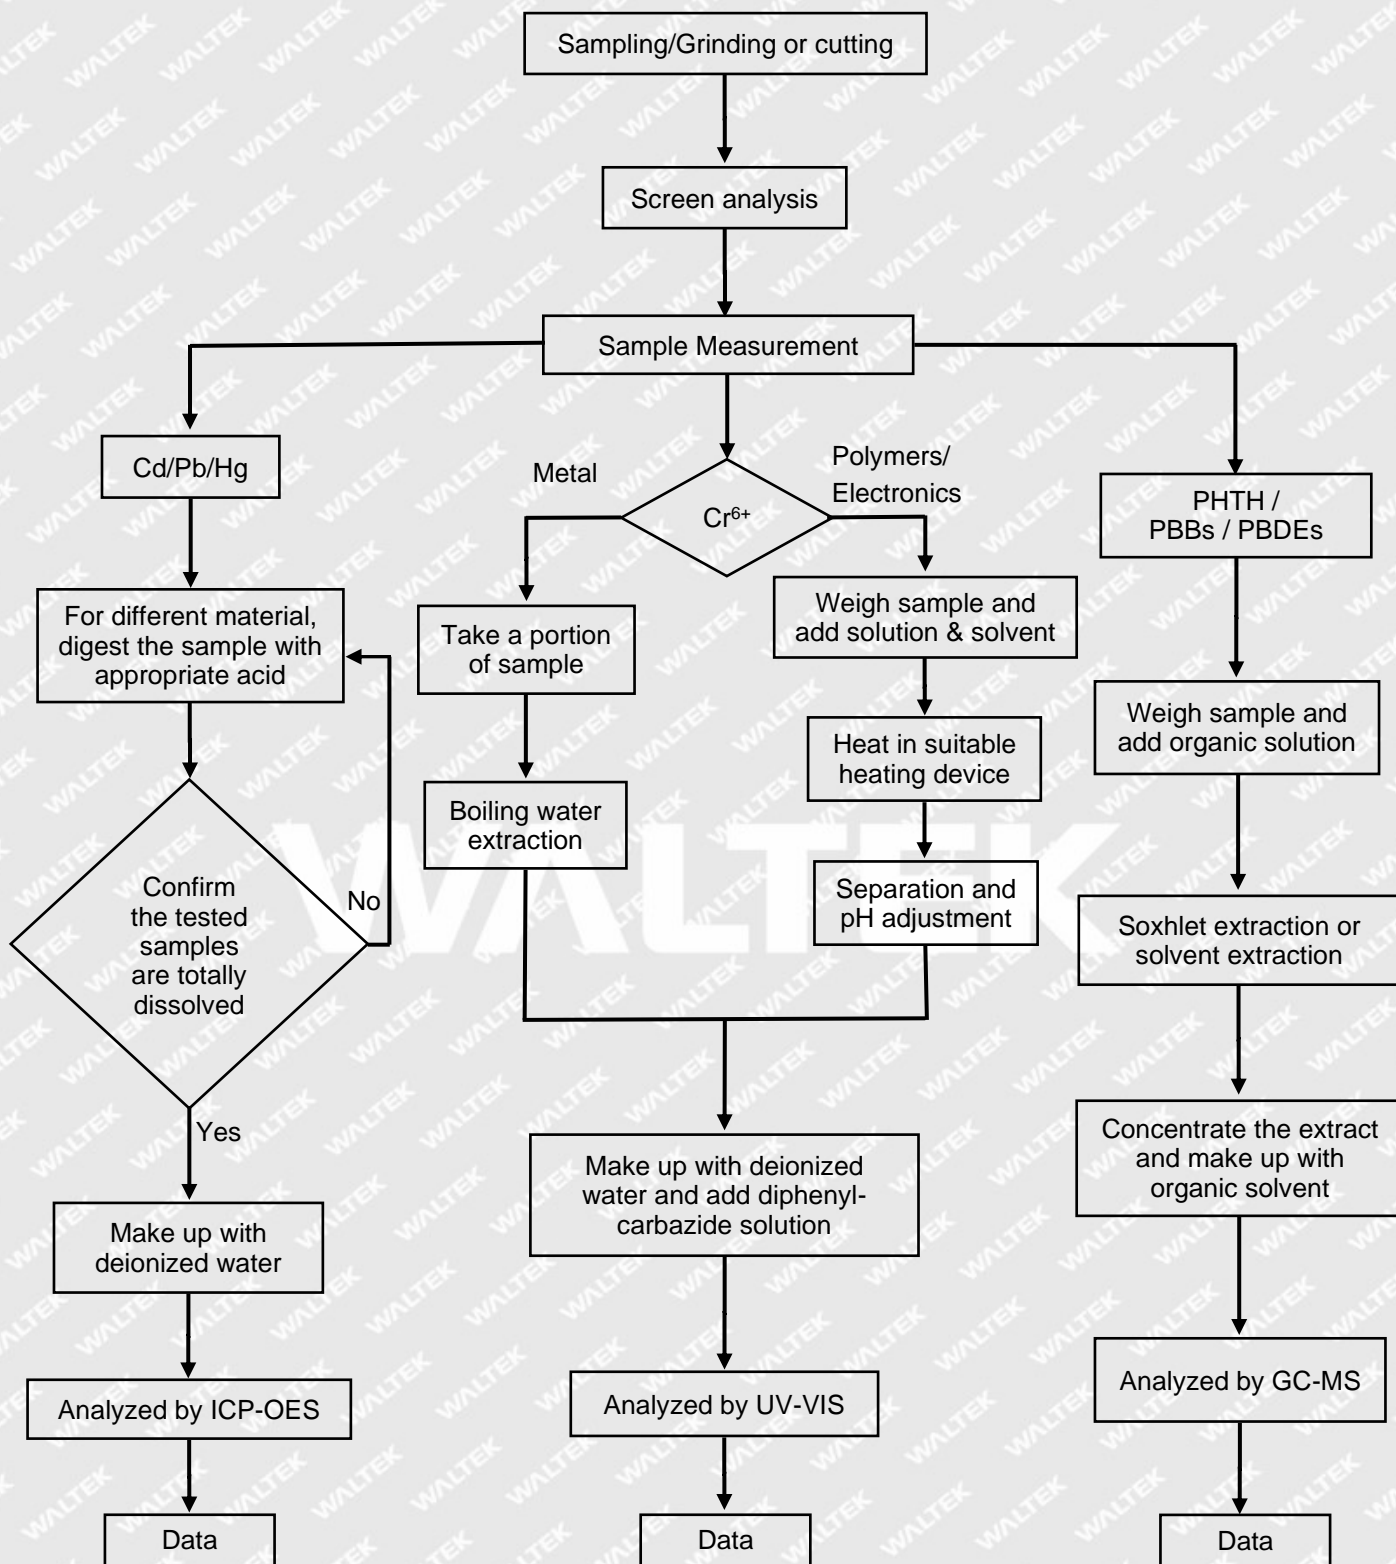 Sampling/Grinding or cutting
Screen analysis
Sample Measurement
Cd/Pb/Hg
For different material,
digest the sample with
appropriate acid
Confirm
the tested
samples
are totally
dissolved
No
Yes
Make up with
deionized water
Analyzed by ICP-OES
Data
Metal
Cr6+
Polymers/
Electronics
Take a portion
of sample
Boiling water
extraction
Weigh sample and
add solution & solvent
Heat in suitable
heating device
Separation and
pH adjustment
Make up with deionized
water and add diphenyl-
carbazide solution
Analyzed by UV-VIS
Data
PHTH /
PBBs / PBDEs
Weigh sample and
add organic solution
Soxhlet extraction or
solvent extraction
Concentrate the extract
and make up with
organic solvent
Analyzed by GC-MS
Data
WALTEK